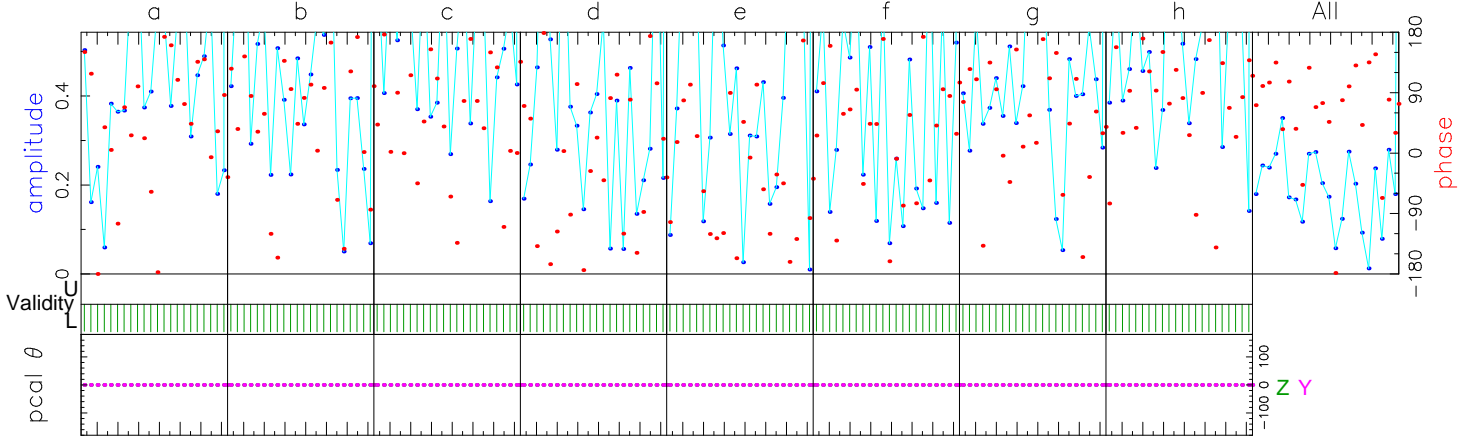 a b c d e f g h All
amplitude
0.4
0.2
0
180
90
0
−90
−180
phase
U
Validity
L
pcal θ
100
0
−100
Z Y